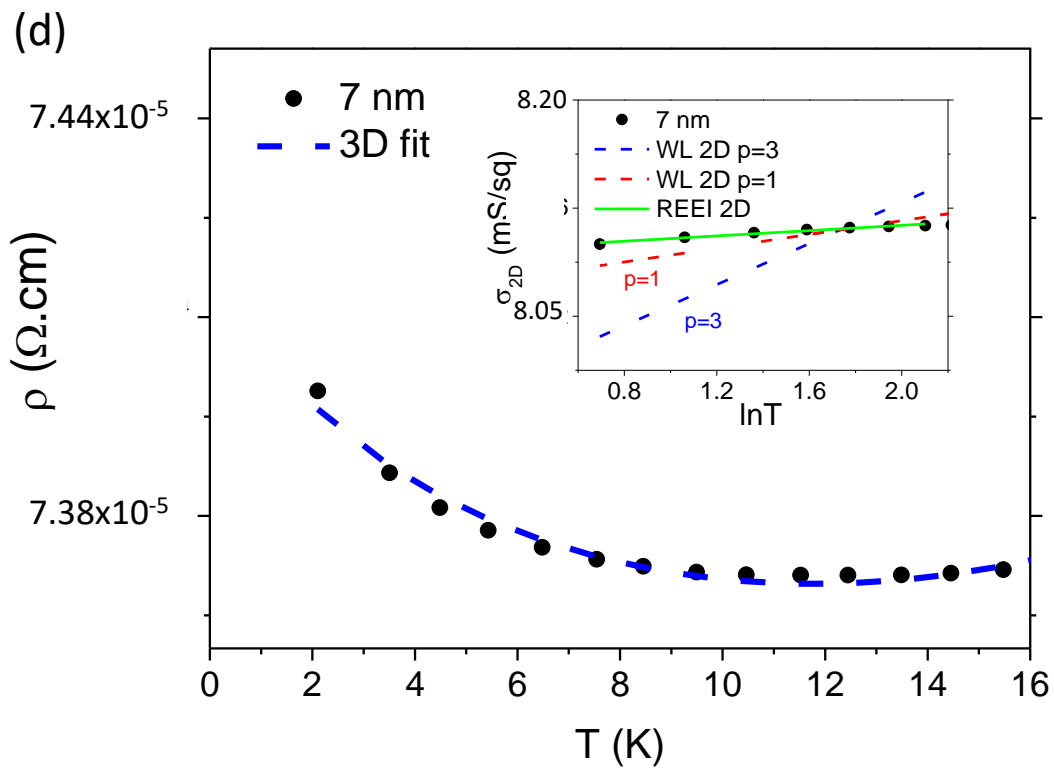 (d)
7.44x10⁻⁵
7.38x10⁻⁵
ρ (Ω.cm)
7 nm
3D fit
0 2 4 6 8 10 12 14 16
T (K)
8.20
8.05
σ2D (mS/sq)
7 nm
WL 2D p=3
WL 2D p=1
REEI 2D
p=1
p=3
0.8 1.2 1.6 2.0
lnT